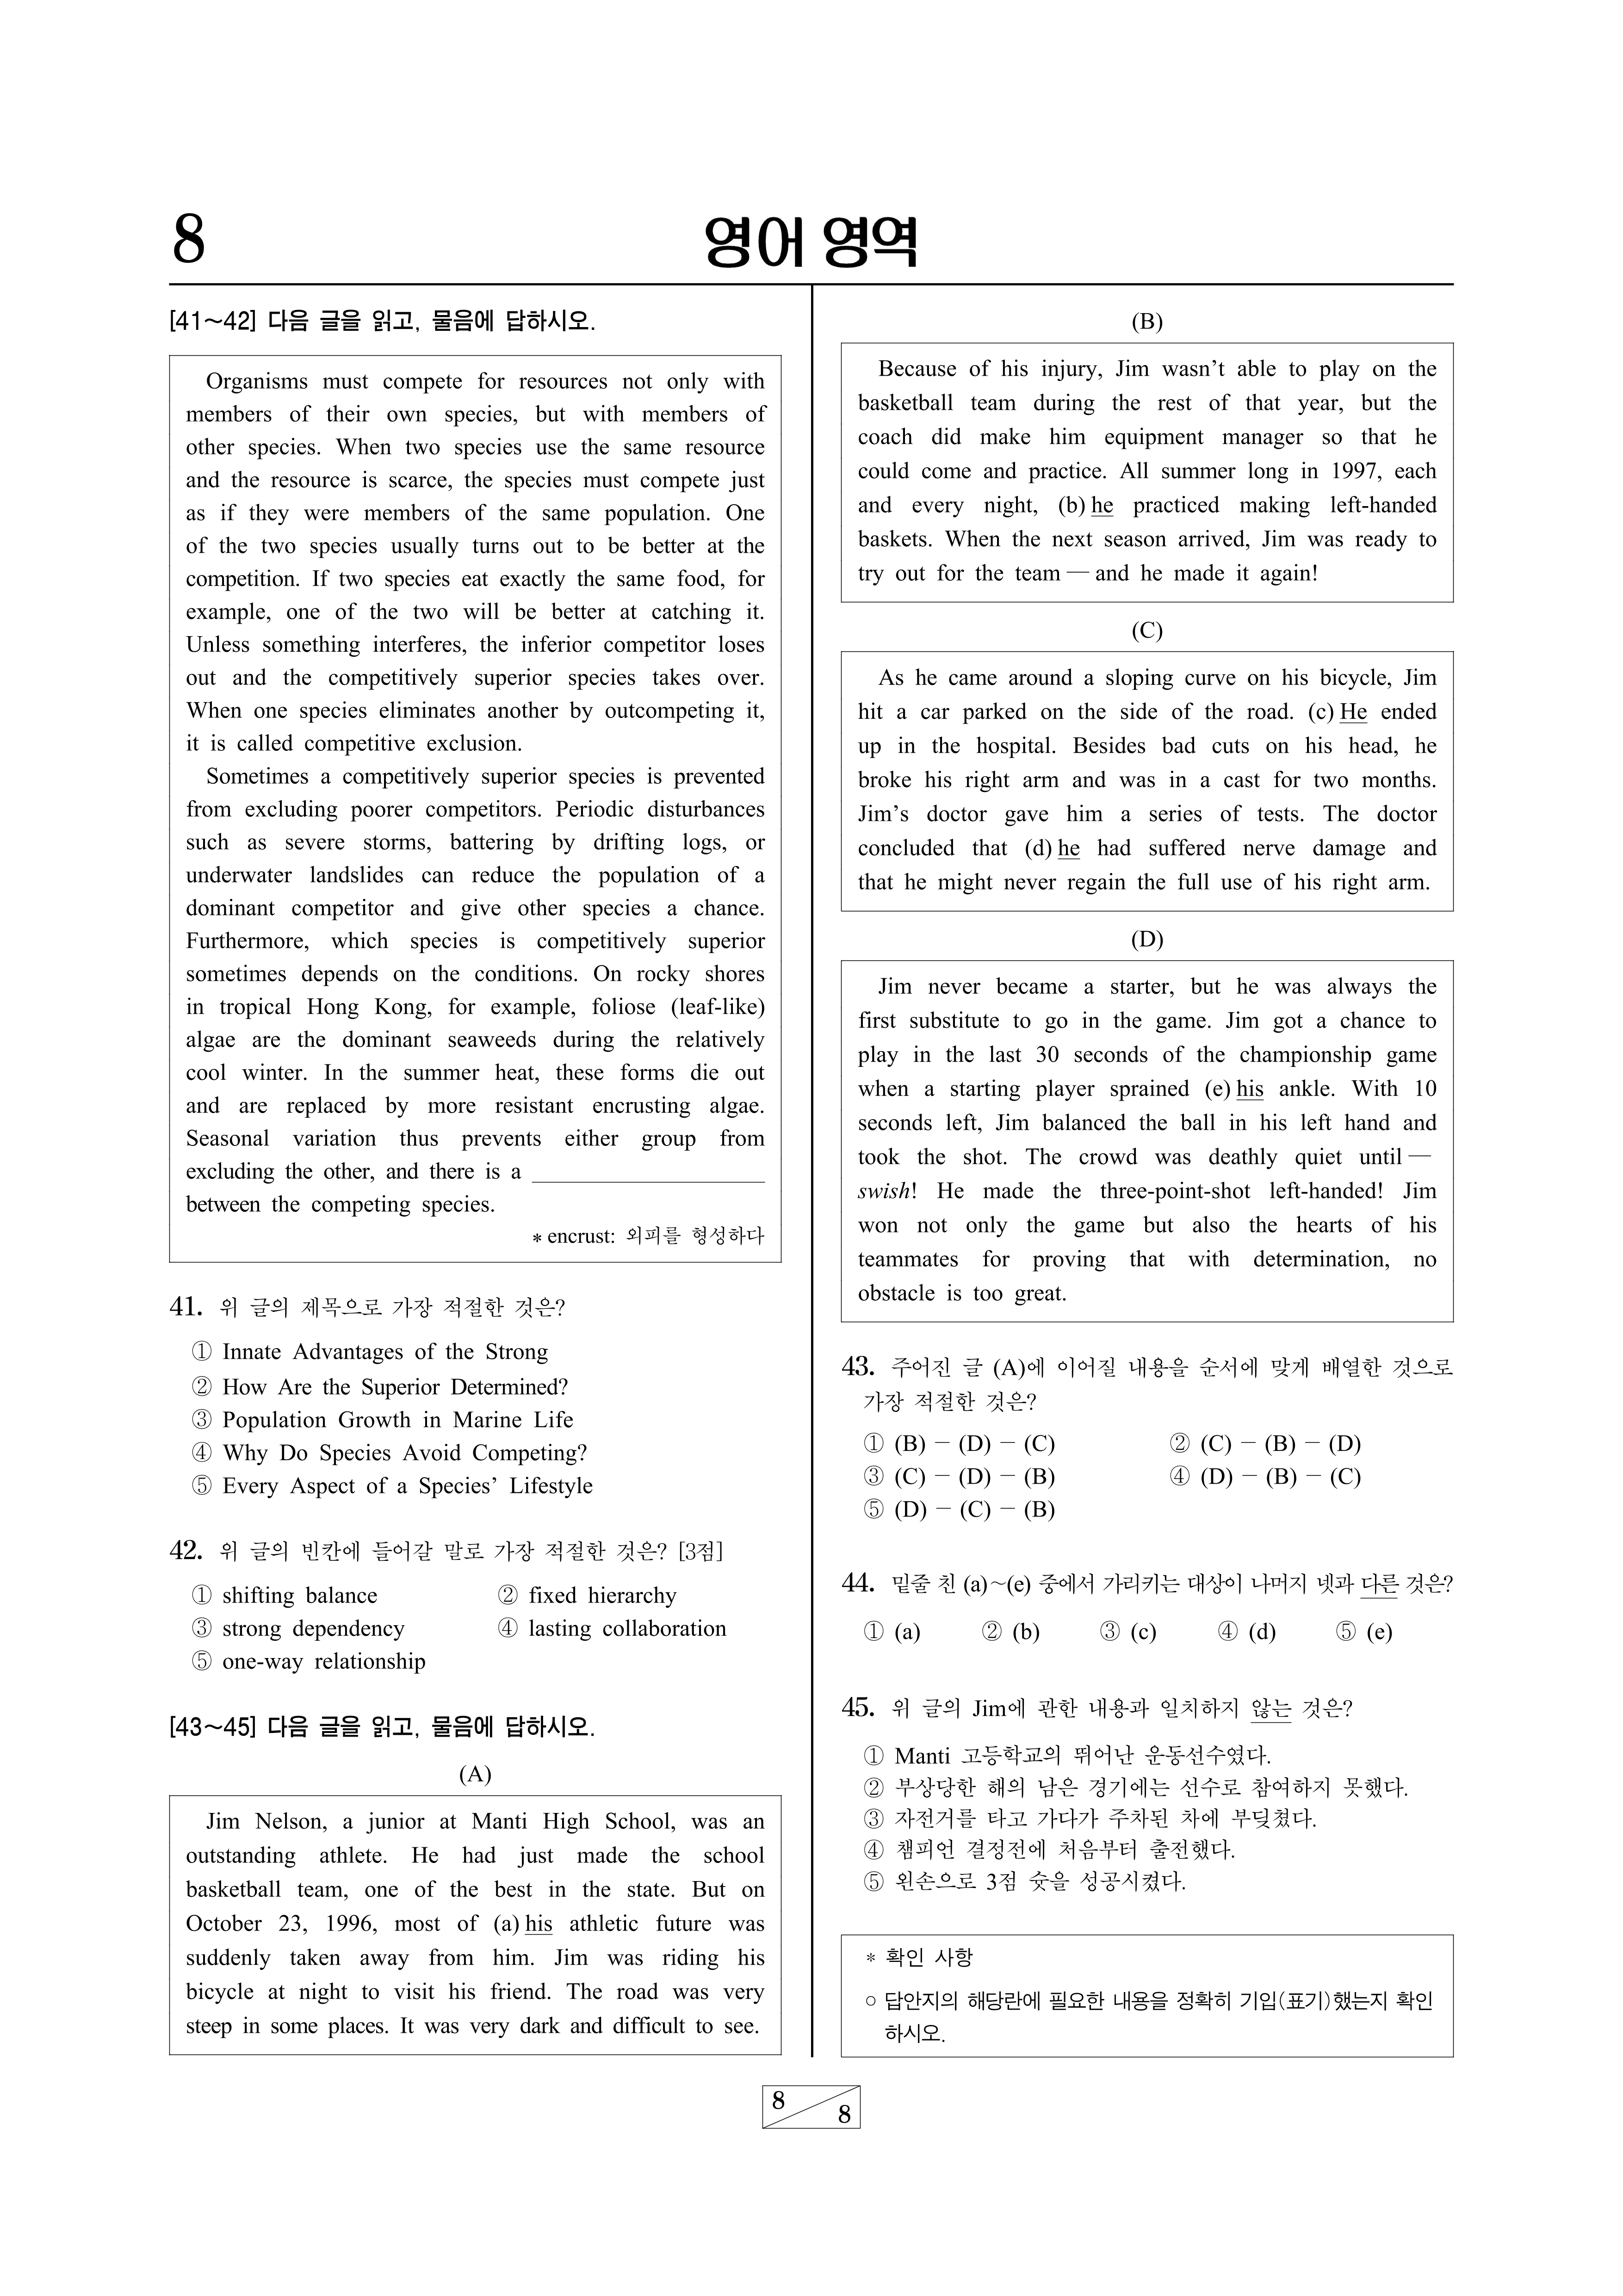 8
영어 영역
[41~42] 다음 글을 읽고, 물음에 답하시오.
Organisms must compete for resources not only with
members of their own species, but with members of
other species. When two species use the same resource
and the resource is scarce, the species must compete just
as if they were members of the same population. One
of the two species usually turns out to be better at the
competition. If two species eat exactly the same food, for
example, one of the two will be better at catching it.
Unless something interferes, the inferior competitor loses
out and the competitively superior species takes over.
When one species eliminates another by outcompeting it,
it is called competitive exclusion.
Sometimes a competitively superior species is prevented
from excluding poorer competitors. Periodic disturbances
such as severe storms, battering by drifting logs, or
underwater landslides can reduce the population of a
dominant competitor and give other species a chance.
Furthermore, which species is competitively superior
sometimes depends on the conditions. On rocky shores
in tropical Hong Kong, for example, foliose (leaf-like)
algae are the dominant seaweeds during the relatively
cool winter. In the summer heat, these forms die out
and are replaced by more resistant encrusting algae.
Seasonal variation thus prevents either group from
excluding the other, and there is a ____________________
between the competing species.
* encrust: 외피를 형성하다
41. 위 글의 제목으로 가장 적절한 것은?
① Innate Advantages of the Strong
② How Are the Superior Determined?
③ Population Growth in Marine Life
④ Why Do Species Avoid Competing?
⑤ Every Aspect of a Species’ Lifestyle
42. 위 글의 빈칸에 들어갈 말로 가장 적절한 것은? [3점]
① shifting balance ② fixed hierarchy
③ strong dependency ④ lasting collaboration
⑤ one-way relationship
[43~45] 다음 글을 읽고, 물음에 답하시오.
(A)
Jim Nelson, a junior at Manti High School, was an
outstanding athlete. He had just made the school
basketball team, one of the best in the state. But on
October 23, 1996, most of (a) his athletic future was
suddenly taken away from him. Jim was riding his
bicycle at night to visit his friend. The road was very
steep in some places. It was very dark and difficult to see.
(B)
Because of his injury, Jim wasn’t able to play on the
basketball team during the rest of that year, but the
coach did make him equipment manager so that he
could come and practice. All summer long in 1997, each
and every night, (b) he practiced making left-handed
baskets. When the next season arrived, Jim was ready to
try out for the team — and he made it again!
(C)
As he came around a sloping curve on his bicycle, Jim
hit a car parked on the side of the road. (c) He ended
up in the hospital. Besides bad cuts on his head, he
broke his right arm and was in a cast for two months.
Jim’s doctor gave him a series of tests. The doctor
concluded that (d) he had suffered nerve damage and
that he might never regain the full use of his right arm.
(D)
Jim never became a starter, but he was always the
first substitute to go in the game. Jim got a chance to
play in the last 30 seconds of the championship game
when a starting player sprained (e) his ankle. With 10
seconds left, Jim balanced the ball in his left hand and
took the shot. The crowd was deathly quiet until —
swish! He made the three-point-shot left-handed! Jim
won not only the game but also the hearts of his
teammates for proving that with determination, no
obstacle is too great.
43. 주어진 글 (A)에 이어질 내용을 순서에 맞게 배열한 것으로
가장 적절한 것은?
① (B) － (D) － (C) ② (C) － (B) － (D)
③ (C) － (D) － (B) ④ (D) － (B) － (C)
⑤ (D) － (C) － (B)
44. 밑줄 친 (a)~(e) 중에서 가리키는 대상이 나머지 넷과 다른 것은?
① (a) ② (b) ③ (c) ④ (d) ⑤ (e)
45. 위 글의 Jim에 관한 내용과 일치하지 않는 것은?
① Manti 고등학교의 뛰어난 운동선수였다.
② 부상당한 해의 남은 경기에는 선수로 참여하지 못했다.
③ 자전거를 타고 가다가 주차된 차에 부딪쳤다.
④ 챔피언 결정전에 처음부터 출전했다.
⑤ 왼손으로 3점 슛을 성공시켰다.
* 확인 사항
○ 답안지의 해당란에 필요한 내용을 정확히 기입(표기)했는지 확인
하시오.
8
8